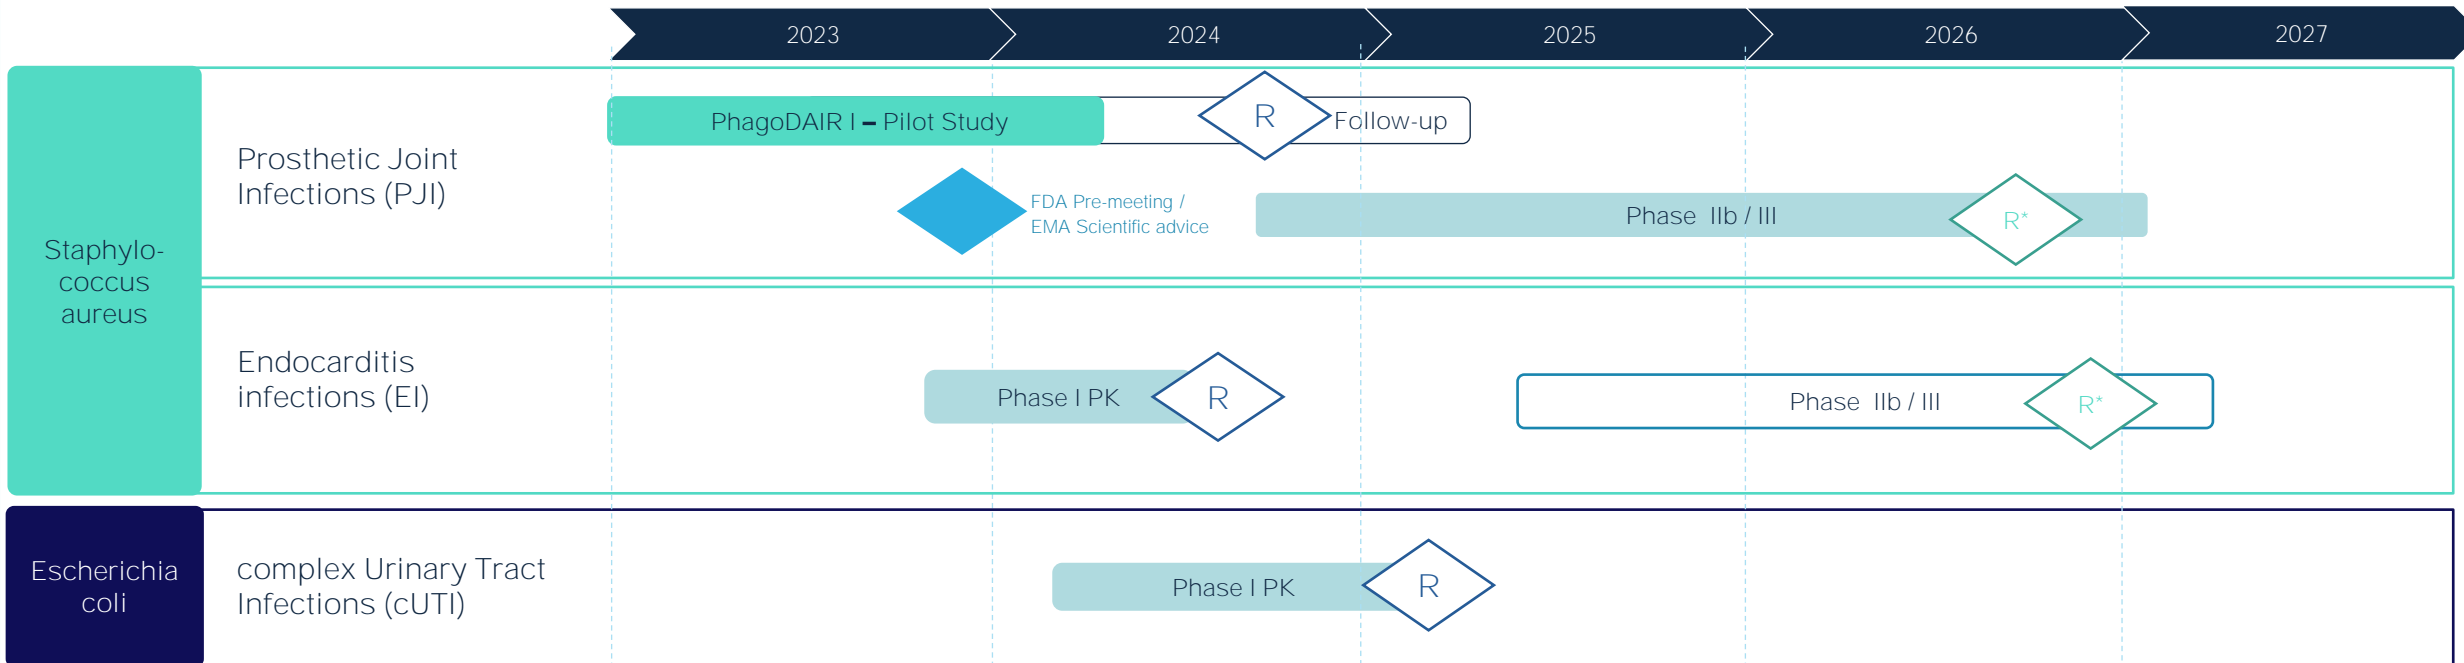 2023
2024
2025
2026
2027
Staphylo-
coccus
aureus
Prosthetic Joint
Infections (PJI)
PhagoDAIR I – Pilot Study
R
Follow-up
FDA Pre-meeting /
EMA Scientific advice
Phase IIb / III
R*
Endocarditis
infections (EI)
Phase I PK
R
Phase IIb / III
R*
Escherichia
coli
complex Urinary Tract
Infections (cUTI)
Phase I PK
R